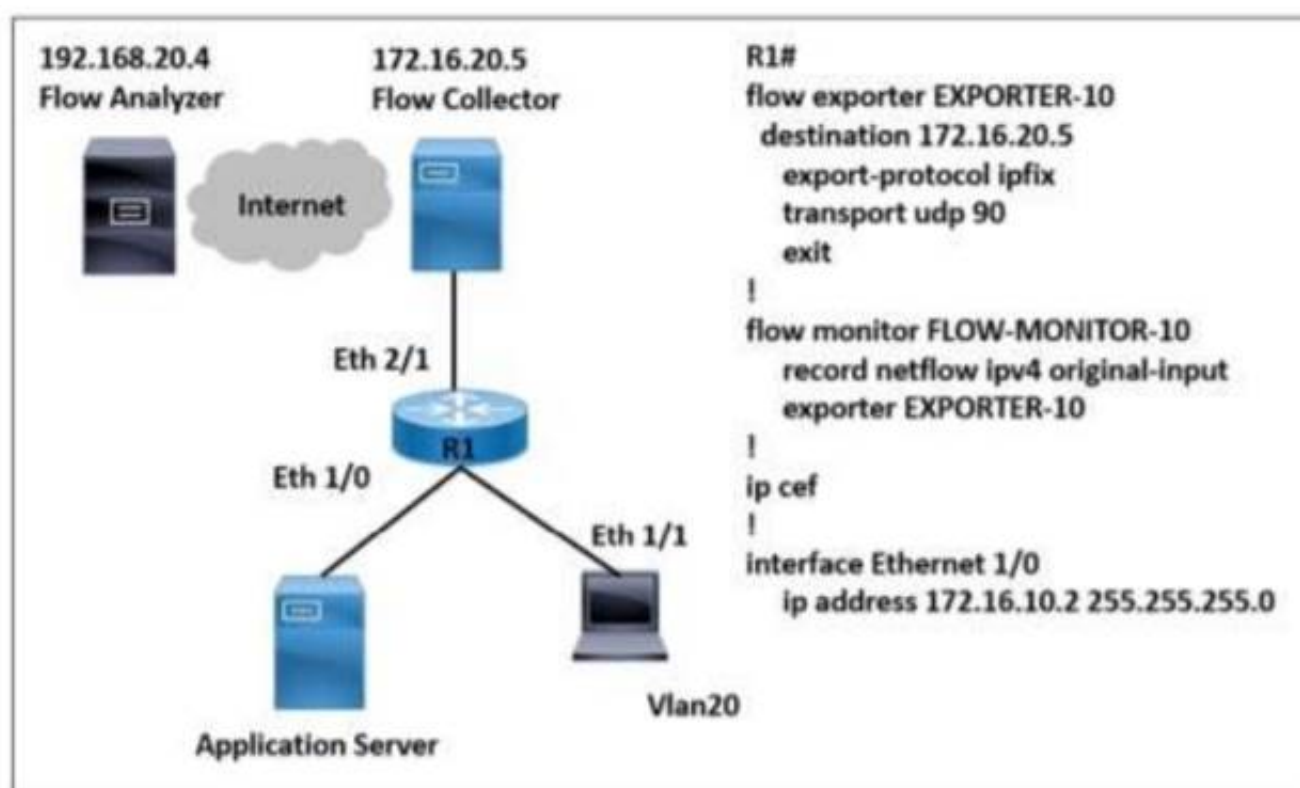 192.168.20.4
Flow Analyzer
172.16.20.5
Flow Collector
Internet
Eth 2/1
R1
Eth 1/0
Eth 1/1
Application Server
Vlan20
R1#
flow exporter EXPORTER-10
destination 172.16.20.5
export-protocol ipfix
transport udp 90
exit
!
flow monitor FLOW-MONITOR-10
record netflow ipv4 original-input
exporter EXPORTER-10
!
ip cef
!
interface Ethernet 1/0
ip address 172.16.10.2 255.255.255.0